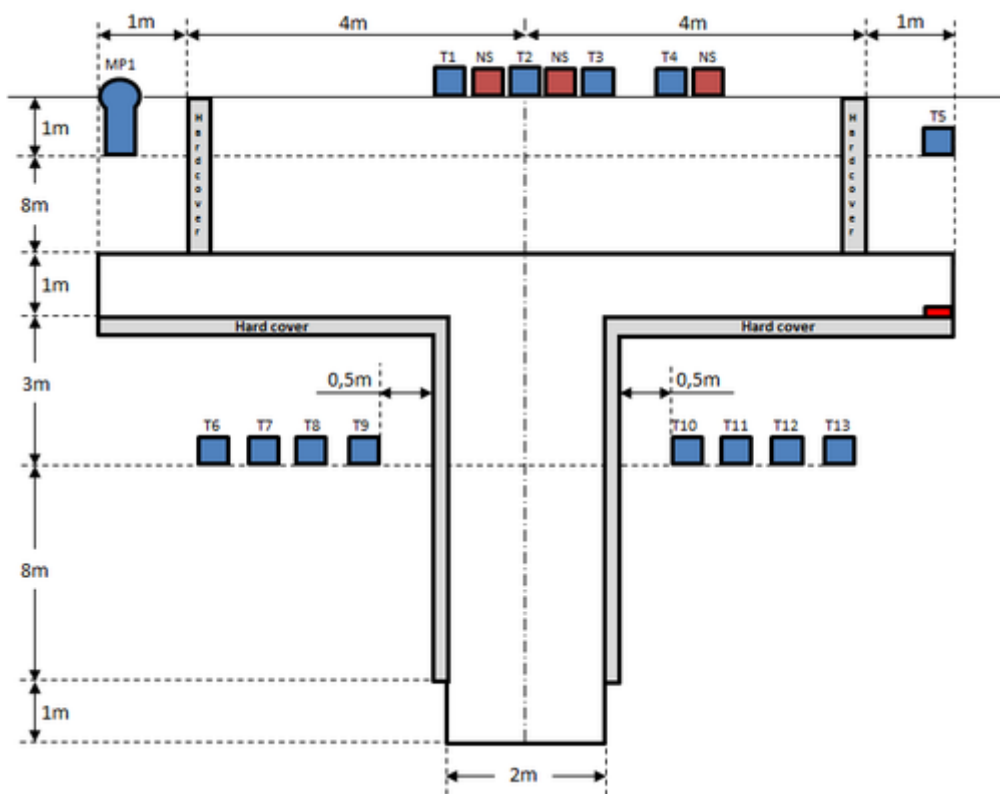 1m
4m
4m
1m
MP1
T1
NS
T2
NS
T3
T4
NS
1m
Hardcover
Hardcover
T5
8m
1m
Hard cover
Hard cover
3m
0,5m
0,5m
T6
T7
T8
T9
T10
T11
T12
T13
8m
1m
2m